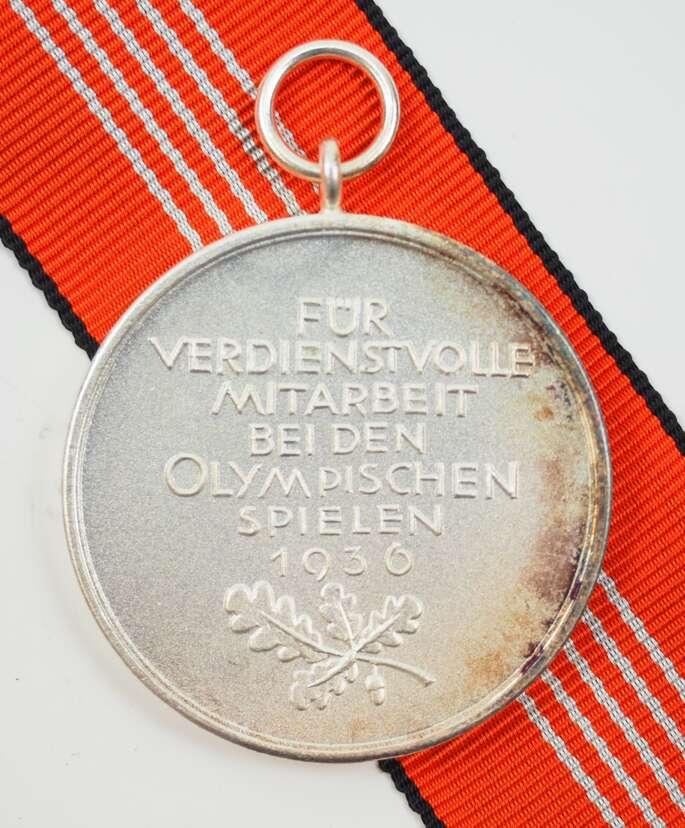 FÜR
VERDIENSTVOLLE
MITARBEIT
BEI DEN
OLYMPISCHEN
SPIELEN
1936